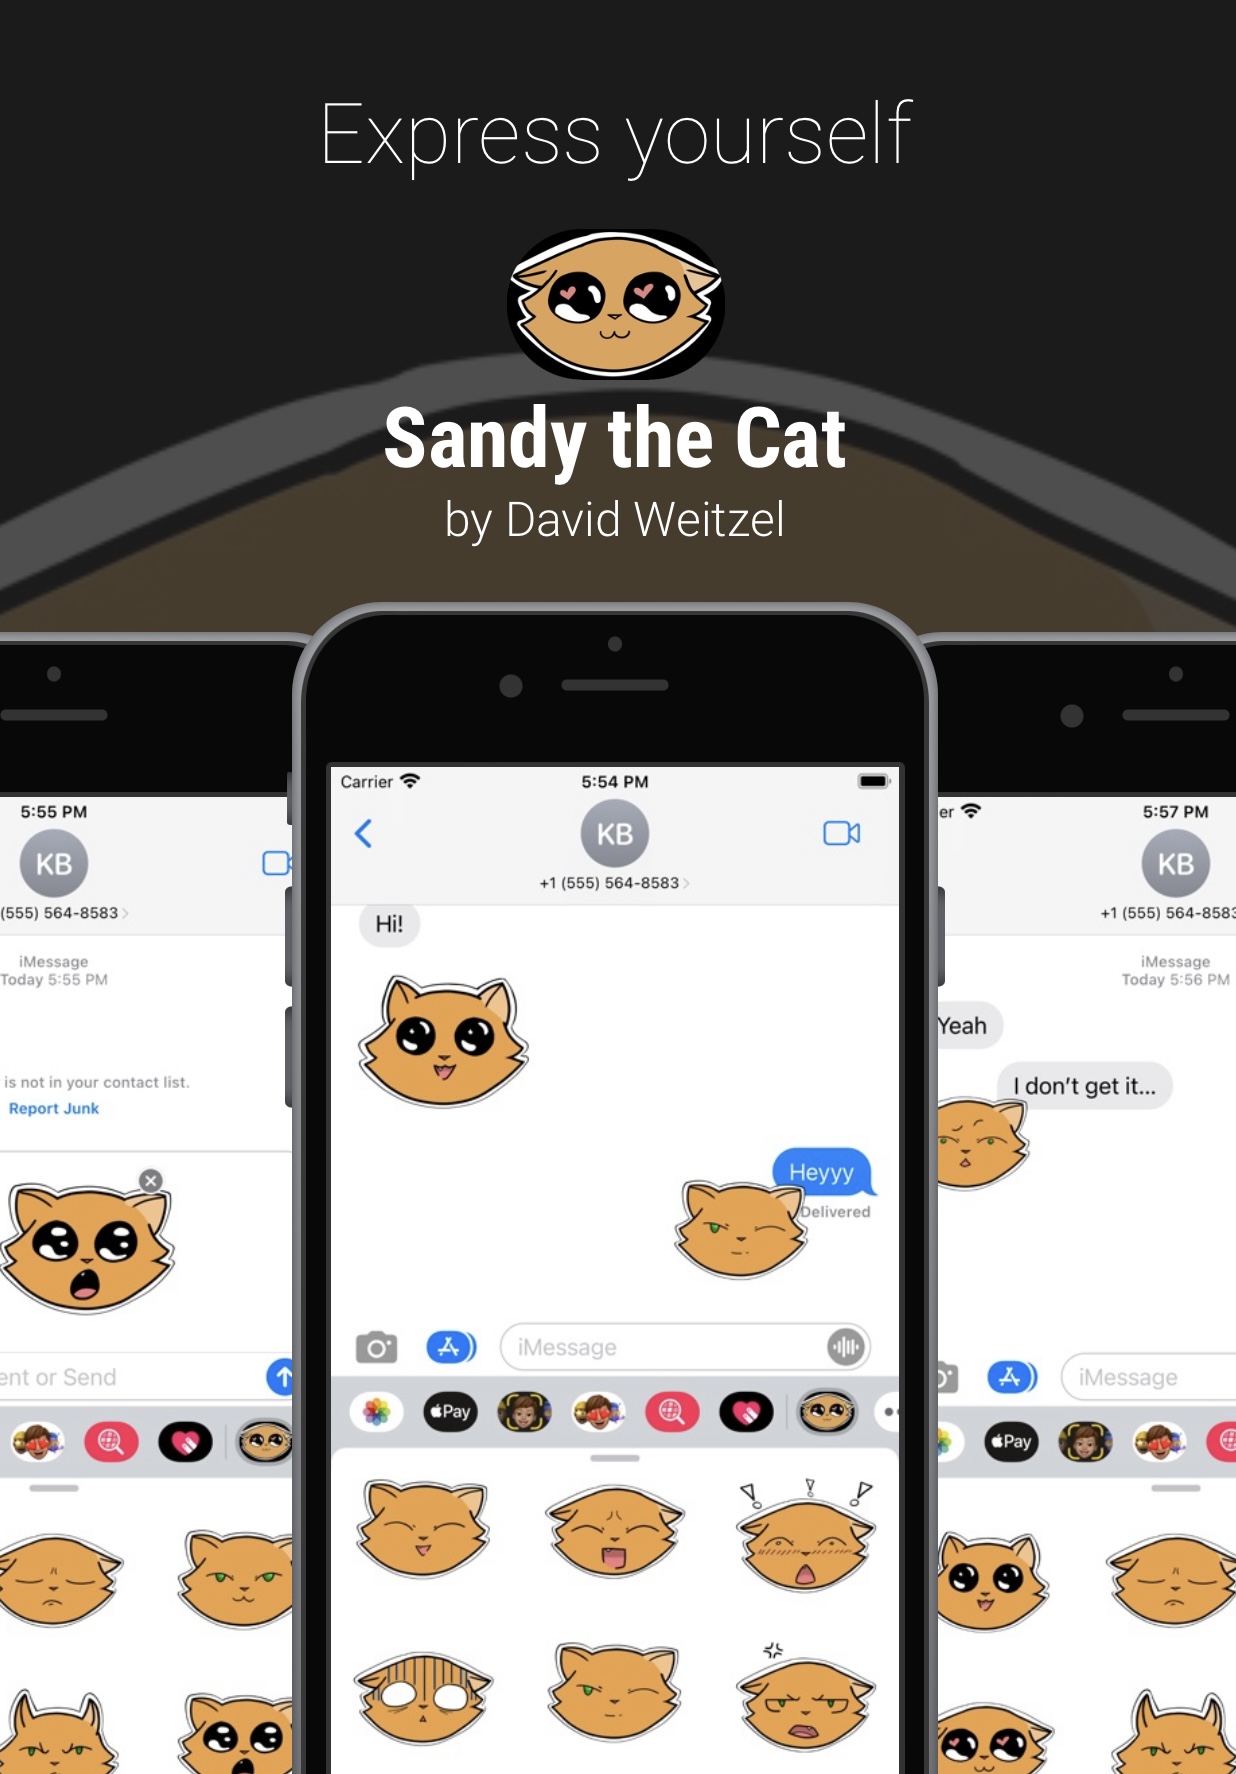 Express yourself
Sandy the Cat
by David Weitzel
5:55 PM
KB
(555) 564-8583
iMessage
Today 5:55 PM
is not in your contact list.
Report Junk
or Send
Carrier
5:54 PM
KB
+1 (555) 564-8583
Hi!
Heyyy
Delivered
iMessage
Pay
5:57 PM
KB
+1 (555) 564-8583
iMessage
Today 5:56 PM
Yeah
I don't get it...
iMessage
Pay